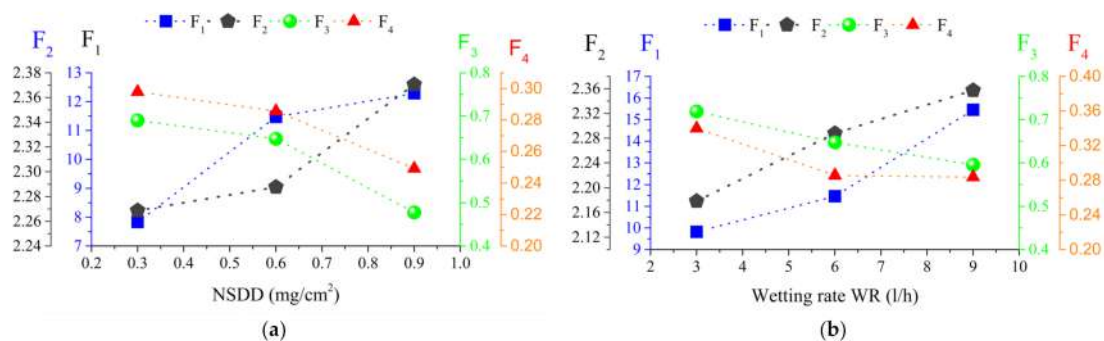 F1 F2 F3 F4
F2 F1 F3 F4
2.38 13 0.8 0.30
2.36 12 0.28
2.34 11 0.7 0.26
2.32 10 0.6 0.24
2.30 9 0.5 0.22
2.28 8 0.4 0.20
2.26 7
2.24
0.2 0.3 0.4 0.5 0.6 0.7 0.8 0.9 1.0
NSDD (mg/cm²)
(a)
F1 F2 F3 F4
F2 F1 F3 F4
2.36 17 0.8 0.40
2.32 16 0.7 0.36
2.28 15 0.6 0.32
2.24 14 0.5 0.28
2.20 13 0.4 0.24
2.16 12 0.20
2.12 11
10
9
2 3 4 5 6 7 8 9 10
Wetting rate WR (l/h)
(b)